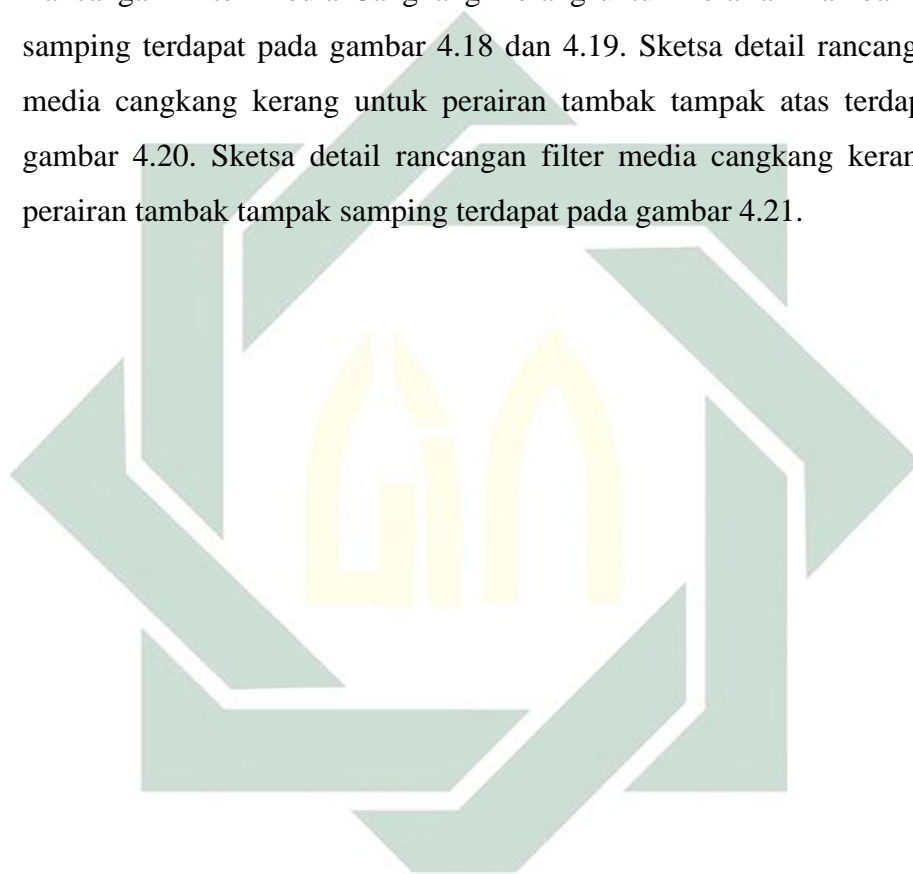 samping terdapat pada gambar 4.18 dan 4.19. Sketsa detail rancang
media cangkang kerang untuk perairan tambak tampak atas terdap
gambar 4.20. Sketsa detail rancangan filter media cangkang keran
perairan tambak tampak samping terdapat pada gambar 4.21.